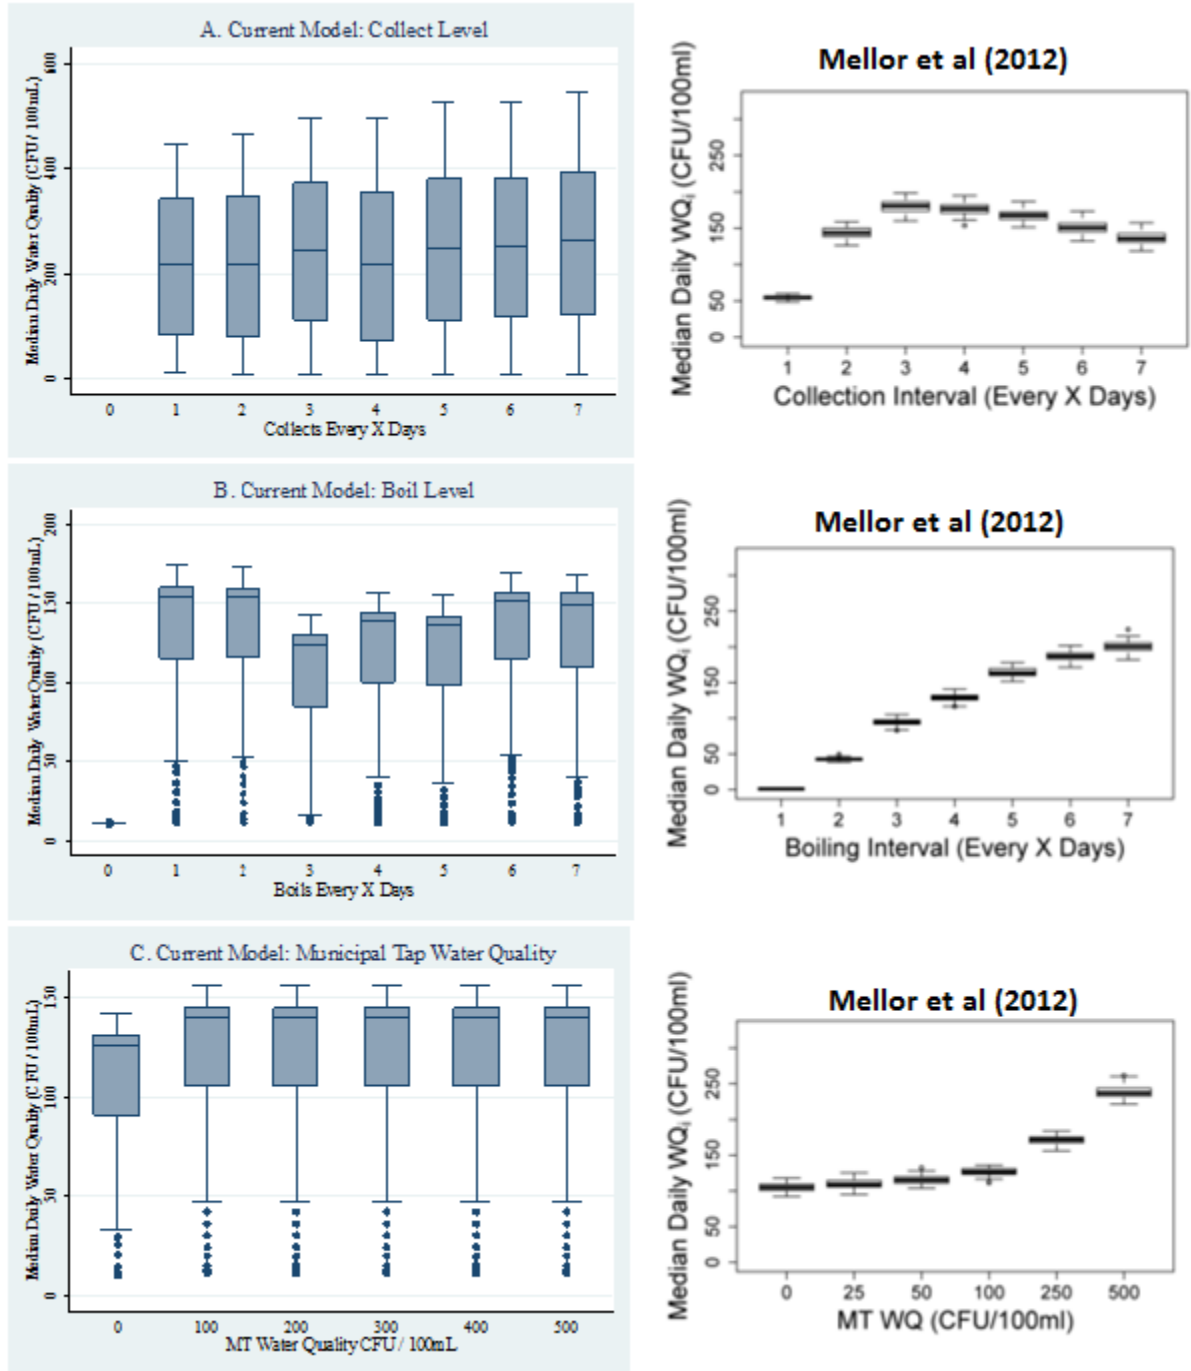 A. Current Model: Collect Level
Median Daily Water Quality (CFU / 100mL)
600
400
200
0
0 1 2 3 4 5 6 7
Collects Every X Days
Mellor et al (2012)
Median Daily WQi (CFU/100ml)
250
150
50
0
1 2 3 4 5 6 7
Collection Interval (Every X Days)
B. Current Model: Boil Level
Median Daily Water Quality (CFU / 100mL)
200
150
100
50
0
0 1 2 3 4 5 6 7
Boils Every X Days
Mellor et al (2012)
Median Daily WQi (CFU/100ml)
250
150
50
0
1 2 3 4 5 6 7
Boiling Interval (Every X Days)
C. Current Model: Municipal Tap Water Quality
Median Daily Water Quality (CFU / 100mL)
150
100
50
0
0 100 200 300 400 500
MT Water Quality CFU / 100mL
Mellor et al (2012)
Median Daily WQi (CFU/100ml)
250
150
50
0
0 25 50 100 250 500
MT WQ (CFU/100ml)